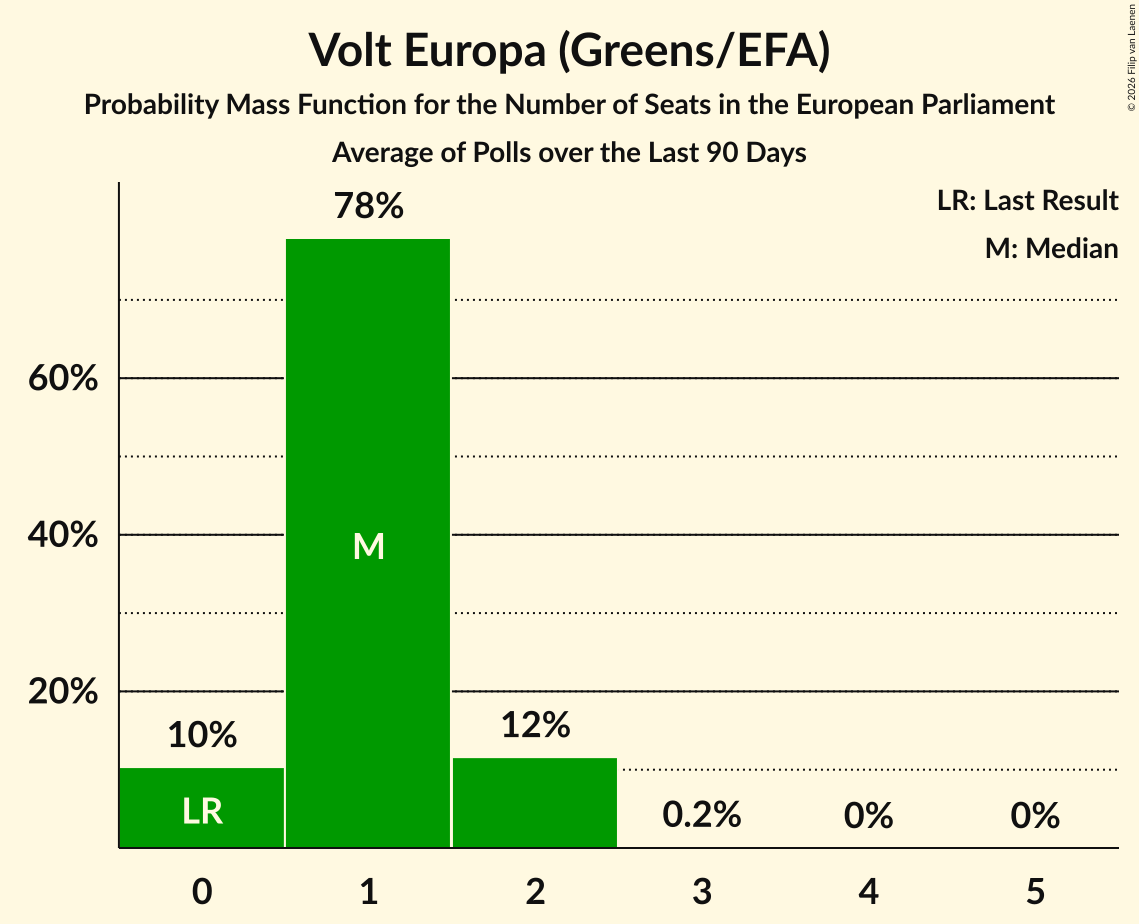 Volt Europa (Greens/EFA)
Probability Mass Function for the Number of Seats in the European Parliament
Average of Polls over the Last 90 Days
© 2026 Filip van Laenen
LR: Last Result
M: Median
78%
60%
40%
20%
M
10%
LR
12%
0.2%
0%
0%
0 1 2 3 4 5